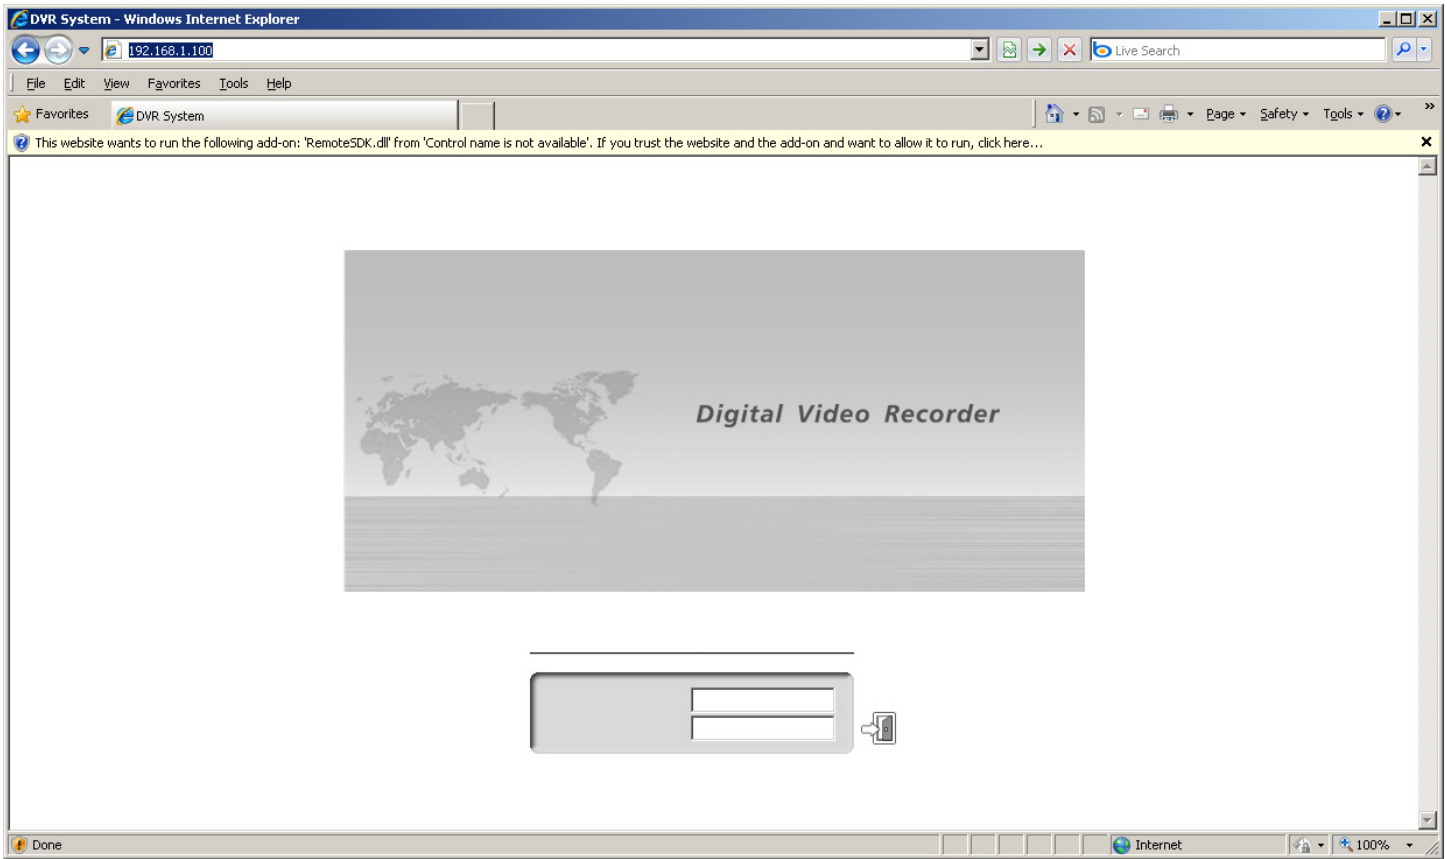 DVR System - Windows Internet Explorer
192.168.1.100
Live Search
File Edit View Favorites Tools Help
Favorites DVR System Page Safety Tools »
This website wants to run the following add-on: 'RemoteSDK.dll' from 'Control name is not available'. If you trust the website and the add-on and want to allow it to run, click here...
Digital Video Recorder
Done Internet 100%